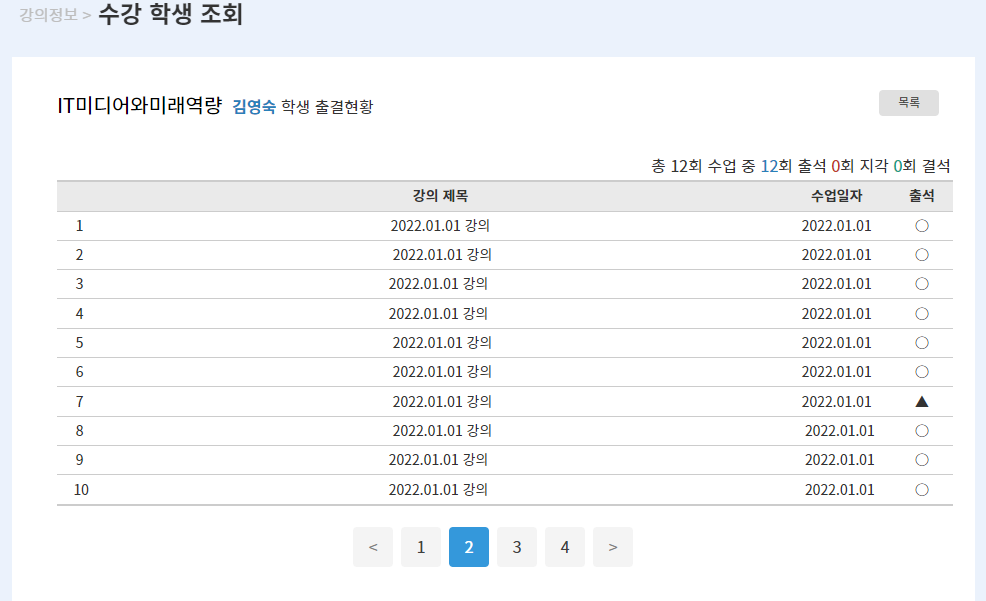 강의정보 > 수강 학생 조회
IT미디어와미래역량 김영숙 학생 출결현황
목록
총 12회 수업 중 12회 출석 0회 지각 0회 결석
강의 제목 수업일자 출석
1 2022.01.01 강의 2022.01.01 ○
2 2022.01.01 강의 2022.01.01 ○
3 2022.01.01 강의 2022.01.01 ○
4 2022.01.01 강의 2022.01.01 ○
5 2022.01.01 강의 2022.01.01 ○
6 2022.01.01 강의 2022.01.01 ○
7 2022.01.01 강의 2022.01.01 ▲
8 2022.01.01 강의 2022.01.01 ○
9 2022.01.01 강의 2022.01.01 ○
10 2022.01.01 강의 2022.01.01 ○
< 1 2 3 4 >